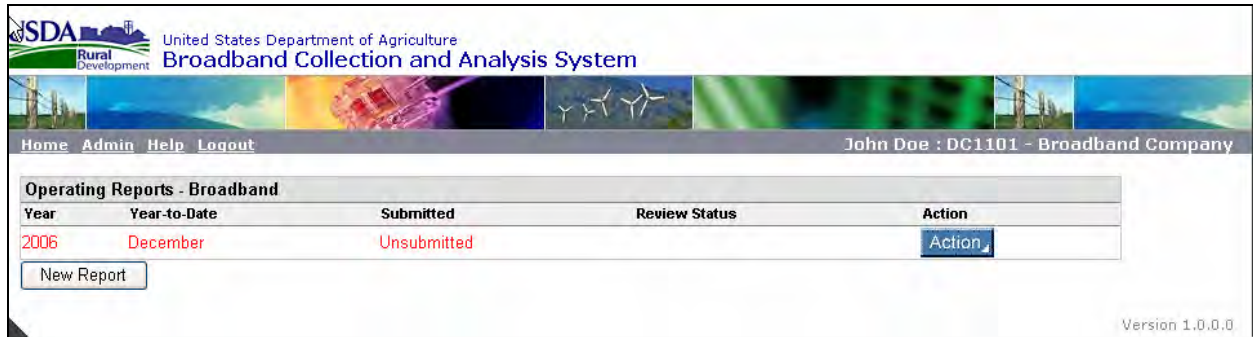 USDA
Rural
Development
United States Department of Agriculture
Broadband Collection and Analysis System
Home Admin Help Logout
John Doe : DC1101 - Broadband Company
Operating Reports - Broadband
Year Year-to-Date Submitted Review Status Action
2006 December Unsubmitted Action
New Report
Version 1.0.0.0